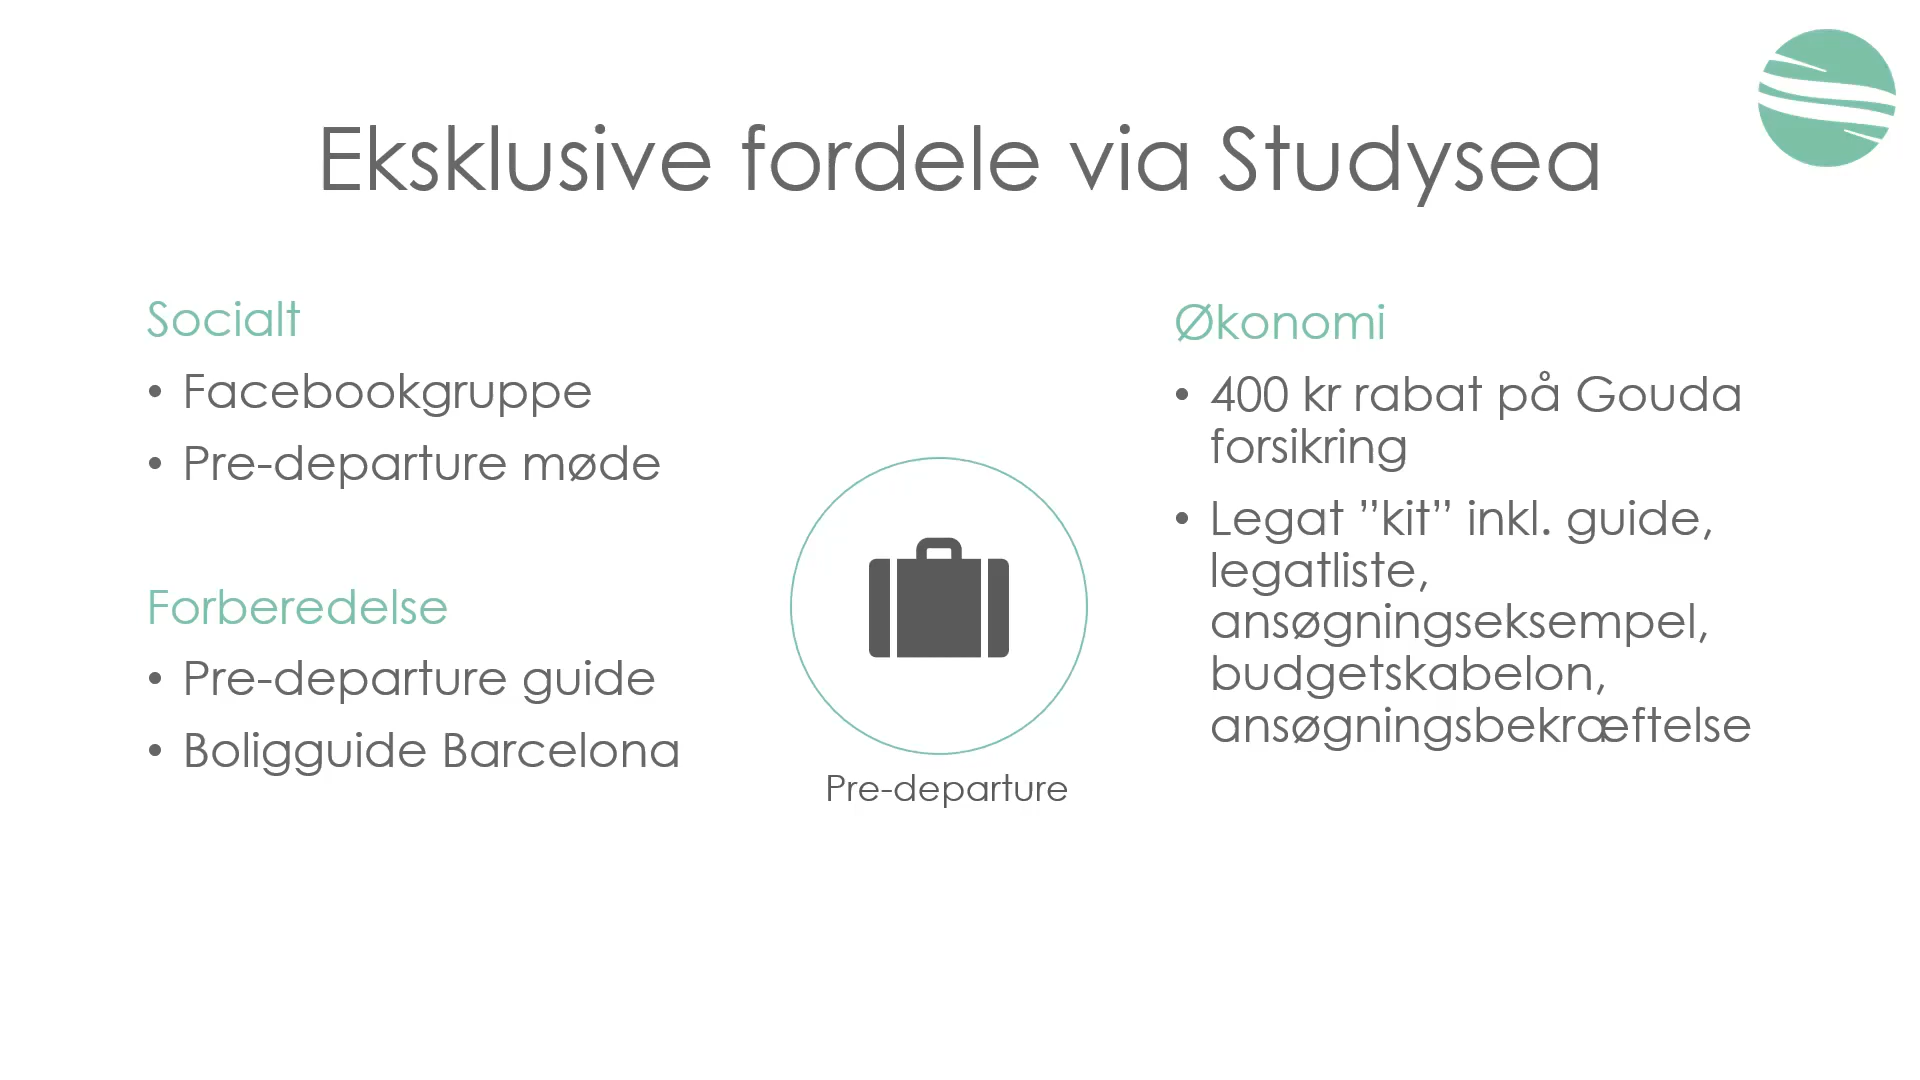 Eksklusive fordele via Studysea
Socialt
• Facebookgruppe
• Pre-departure møde
Forberedelse
• Pre-departure guide
• Boligguide Barcelona
Pre-departure
Økonomi
• 400 kr rabat på Gouda
forsikring
• Legat ”kit” inkl. guide,
legatliste,
ansøgningseksempel,
budgetskabelon,
ansøgningsbekræftelse